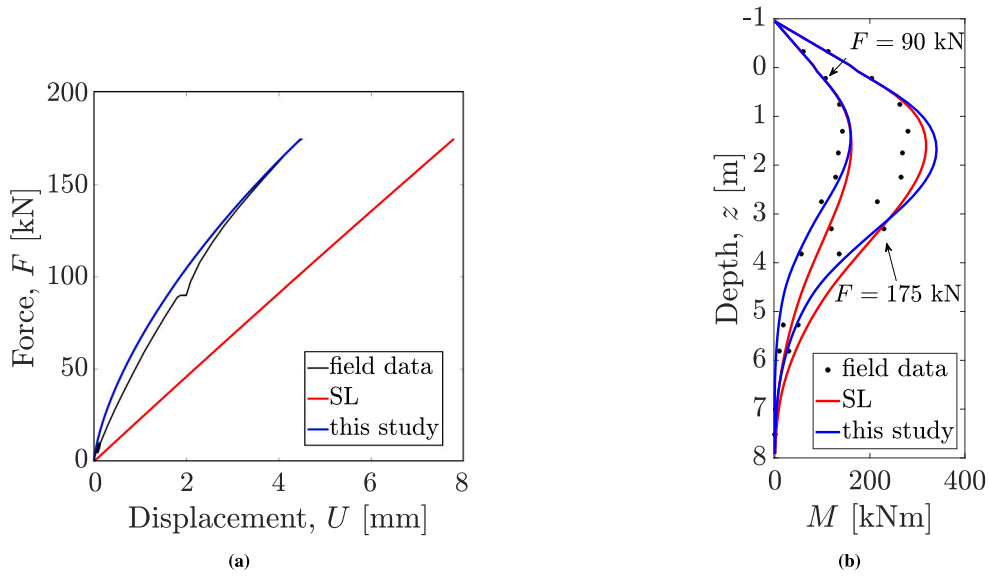 200
150
100
50
0
0
2
4
6
8
Force, F [kN]
Displacement, U [mm]
field data
SL
this study
(a)
-1
0
1
2
3
4
5
6
7
8
0
200
400
Depth, z [m]
M [kNm]
F = 90 kN
F = 175 kN
field data
SL
this study
(b)